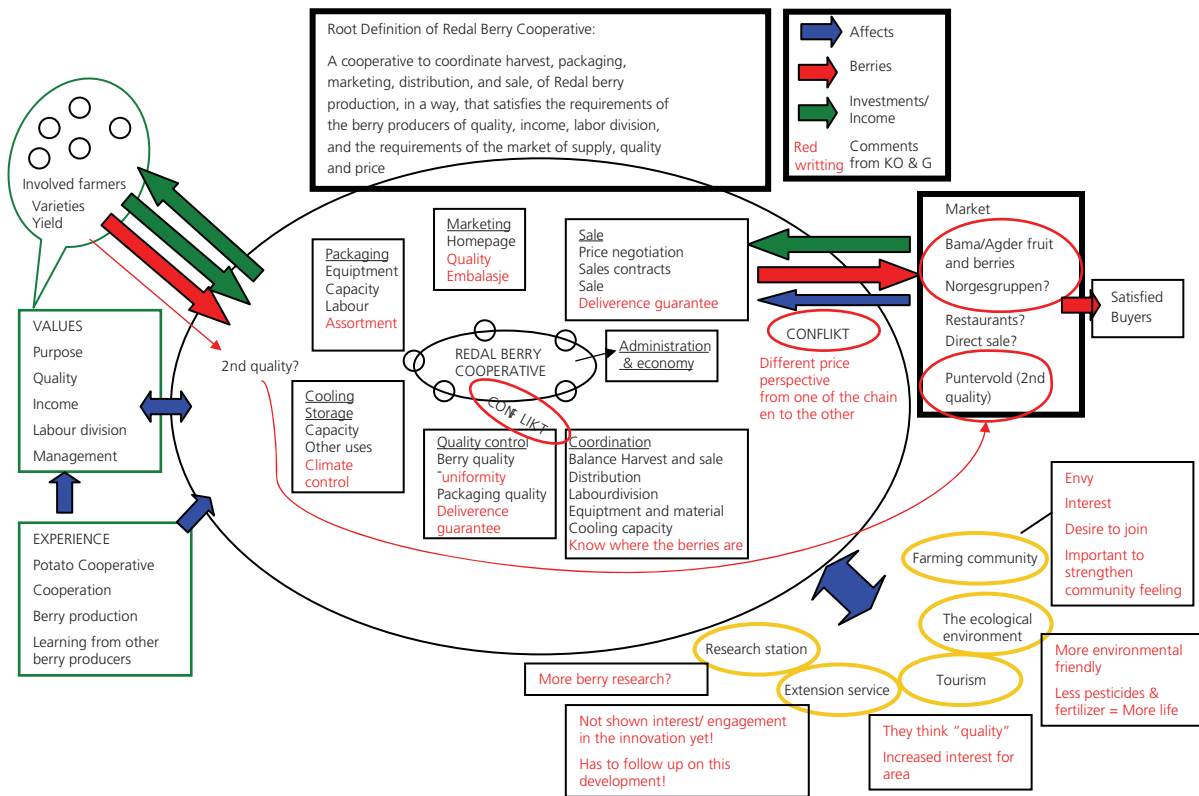 Root Definition of Redal Berry Cooperative:
A cooperative to coordinate harvest, packaging,
marketing, distribution, and sale, of Redal berry
production, in a way, that satisfies the requirements of
the berry producers of quality, income, labor division,
and the requirements of the market of supply, quality
and price
Affects
Berries
Investments/
Income
Red
writting
Comments
from KO & G
Involved farmers
Varieties
Yield
VALUES
Purpose
Quality
Income
Labour division
Management
EXPERIENCE
Potato Cooperative
Cooperation
Berry production
Learning from other
berry producers
Packaging
Equiptment
Capacity
Labour
Assortment
Marketing
Homepage
Quality
Embalasje
Sale
Price negotiation
Sales contracts
Sale
Deliverence guarantee
2nd quality?
REDAL BERRY
COOPERATIVE
Administration
& economy
CONFLIKT
Cooling
Storage
Capacity
Other uses
Climate
control
Quality control
Berry quality
-uniformity
Packaging quality
Deliverence
guarantee
Coordination
Balance Harvest and sale
Distribution
Labourdivision
Equiptment and material
Cooling capacity
Know where the berries are
CONFLIKT
Different price
perspective
from one of the chain
en to the other
Market
Bama/Agder fruit
and berries
Norgesgruppen?
Restaurants?
Direct sale?
Puntervold (2nd
quality)
Satisfied
Buyers
Farming community
Envy
Interest
Desire to join
Important to
strengthen
community feeling
The ecological
environment
More environmental
friendly
Less pesticides &
fertilizer = More life
Research station
More berry research?
Extension service
Not shown interest/ engagement
in the innovation yet!
Has to follow up on this
development!
Tourism
They think "quality"
Increased interest for
area